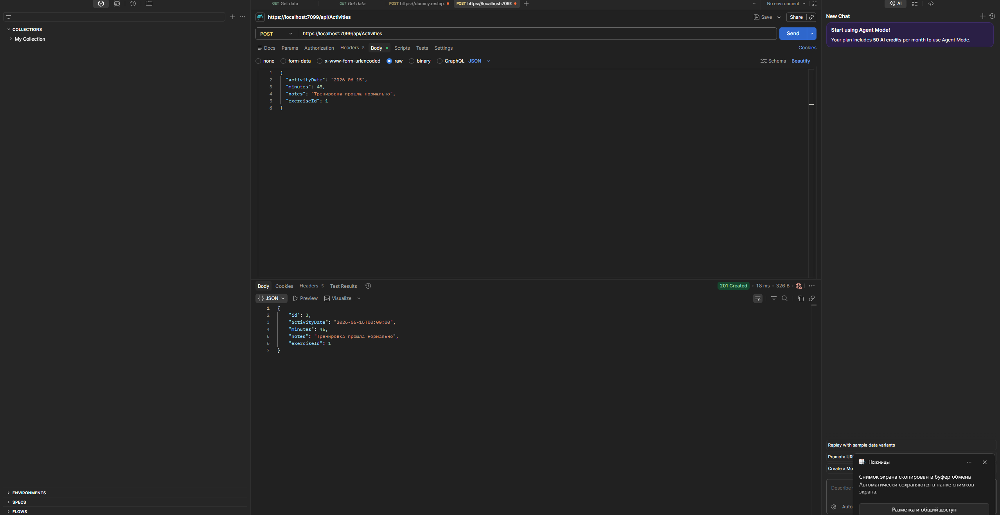 GET Get data
GET Get data
POST https://dummy.restap
POST https://localhost:7099
No environment
AI
COLLECTIONS
My Collection
HTTP https://localhost:7099/api/Activities
Save
Share
POST https://localhost:7099/api/Activities
Send
Docs Params Authorization Headers 8 Body Scripts Tests Settings
Cookies
none form-data x-www-form-urlencoded raw binary GraphQL JSON
Schema Beautify
1 {
2 "activityDate": "2026-06-15",
3 "minutes": 45,
4 "notes": "Тренировка прошла нормально",
5 "exerciseId": 1
6 }
Body Cookies Headers 5 Test Results
201 Created • 18 ms • 326 B
{} JSON Preview Visualize
1 {
2 "id": 3,
3 "activityDate": "2026-06-15T00:00:00",
4 "minutes": 45,
5 "notes": "Тренировка прошла нормально",
6 "exerciseId": 1
7 }
ENVIRONMENTS
SPECS
FLOWS
New Chat
Start using Agent Mode!
Your plan includes 50 AI credits per month to use Agent Mode.
Replay with sample data variants
Promote UR
Create a Mo
Describe
Auto
Ножницы
Снимок экрана скопирован в буфер обмена
Автоматически сохраняются в папке снимков
экрана.
Разметка и общий доступ